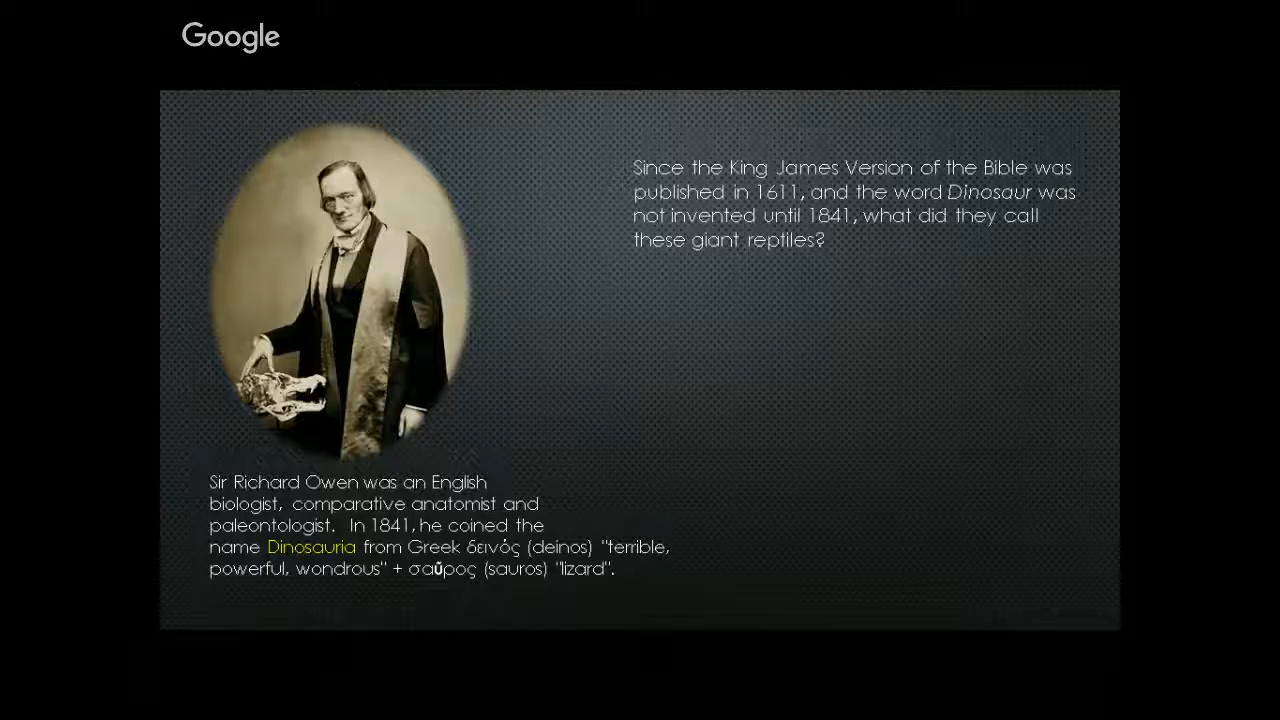 Google
Since the King James Version of the Bible was
published in 1611, and the word Dinosaur was
not invented until 1841, what did they call
these giant reptiles?
Sir Richard Owen was an English
biologist, comparative anatomist and
paleontologist. In 1841, he coined the
name Dinosauria from Greek δεινός (deinos) "terrible,
powerful, wondrous" + σαῦρος (sauros) "lizard".